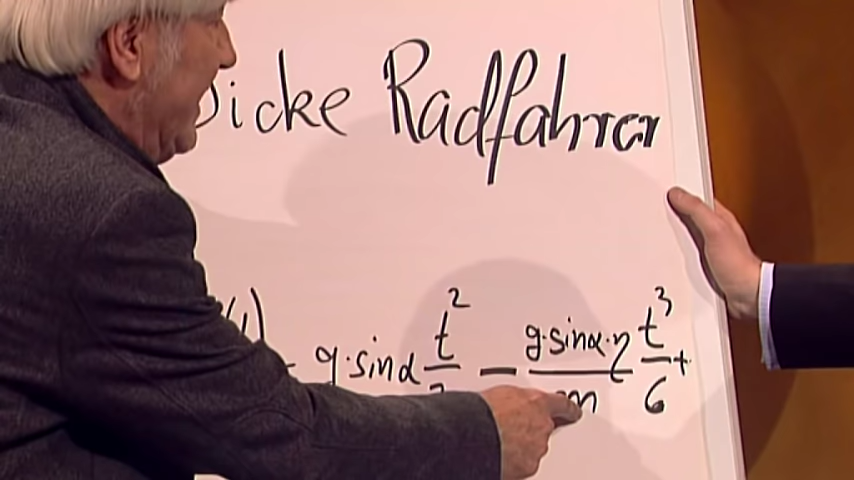 Dicke Radfahrer
g·sinα t²/2 − g·sinα·η/m t³/6 +